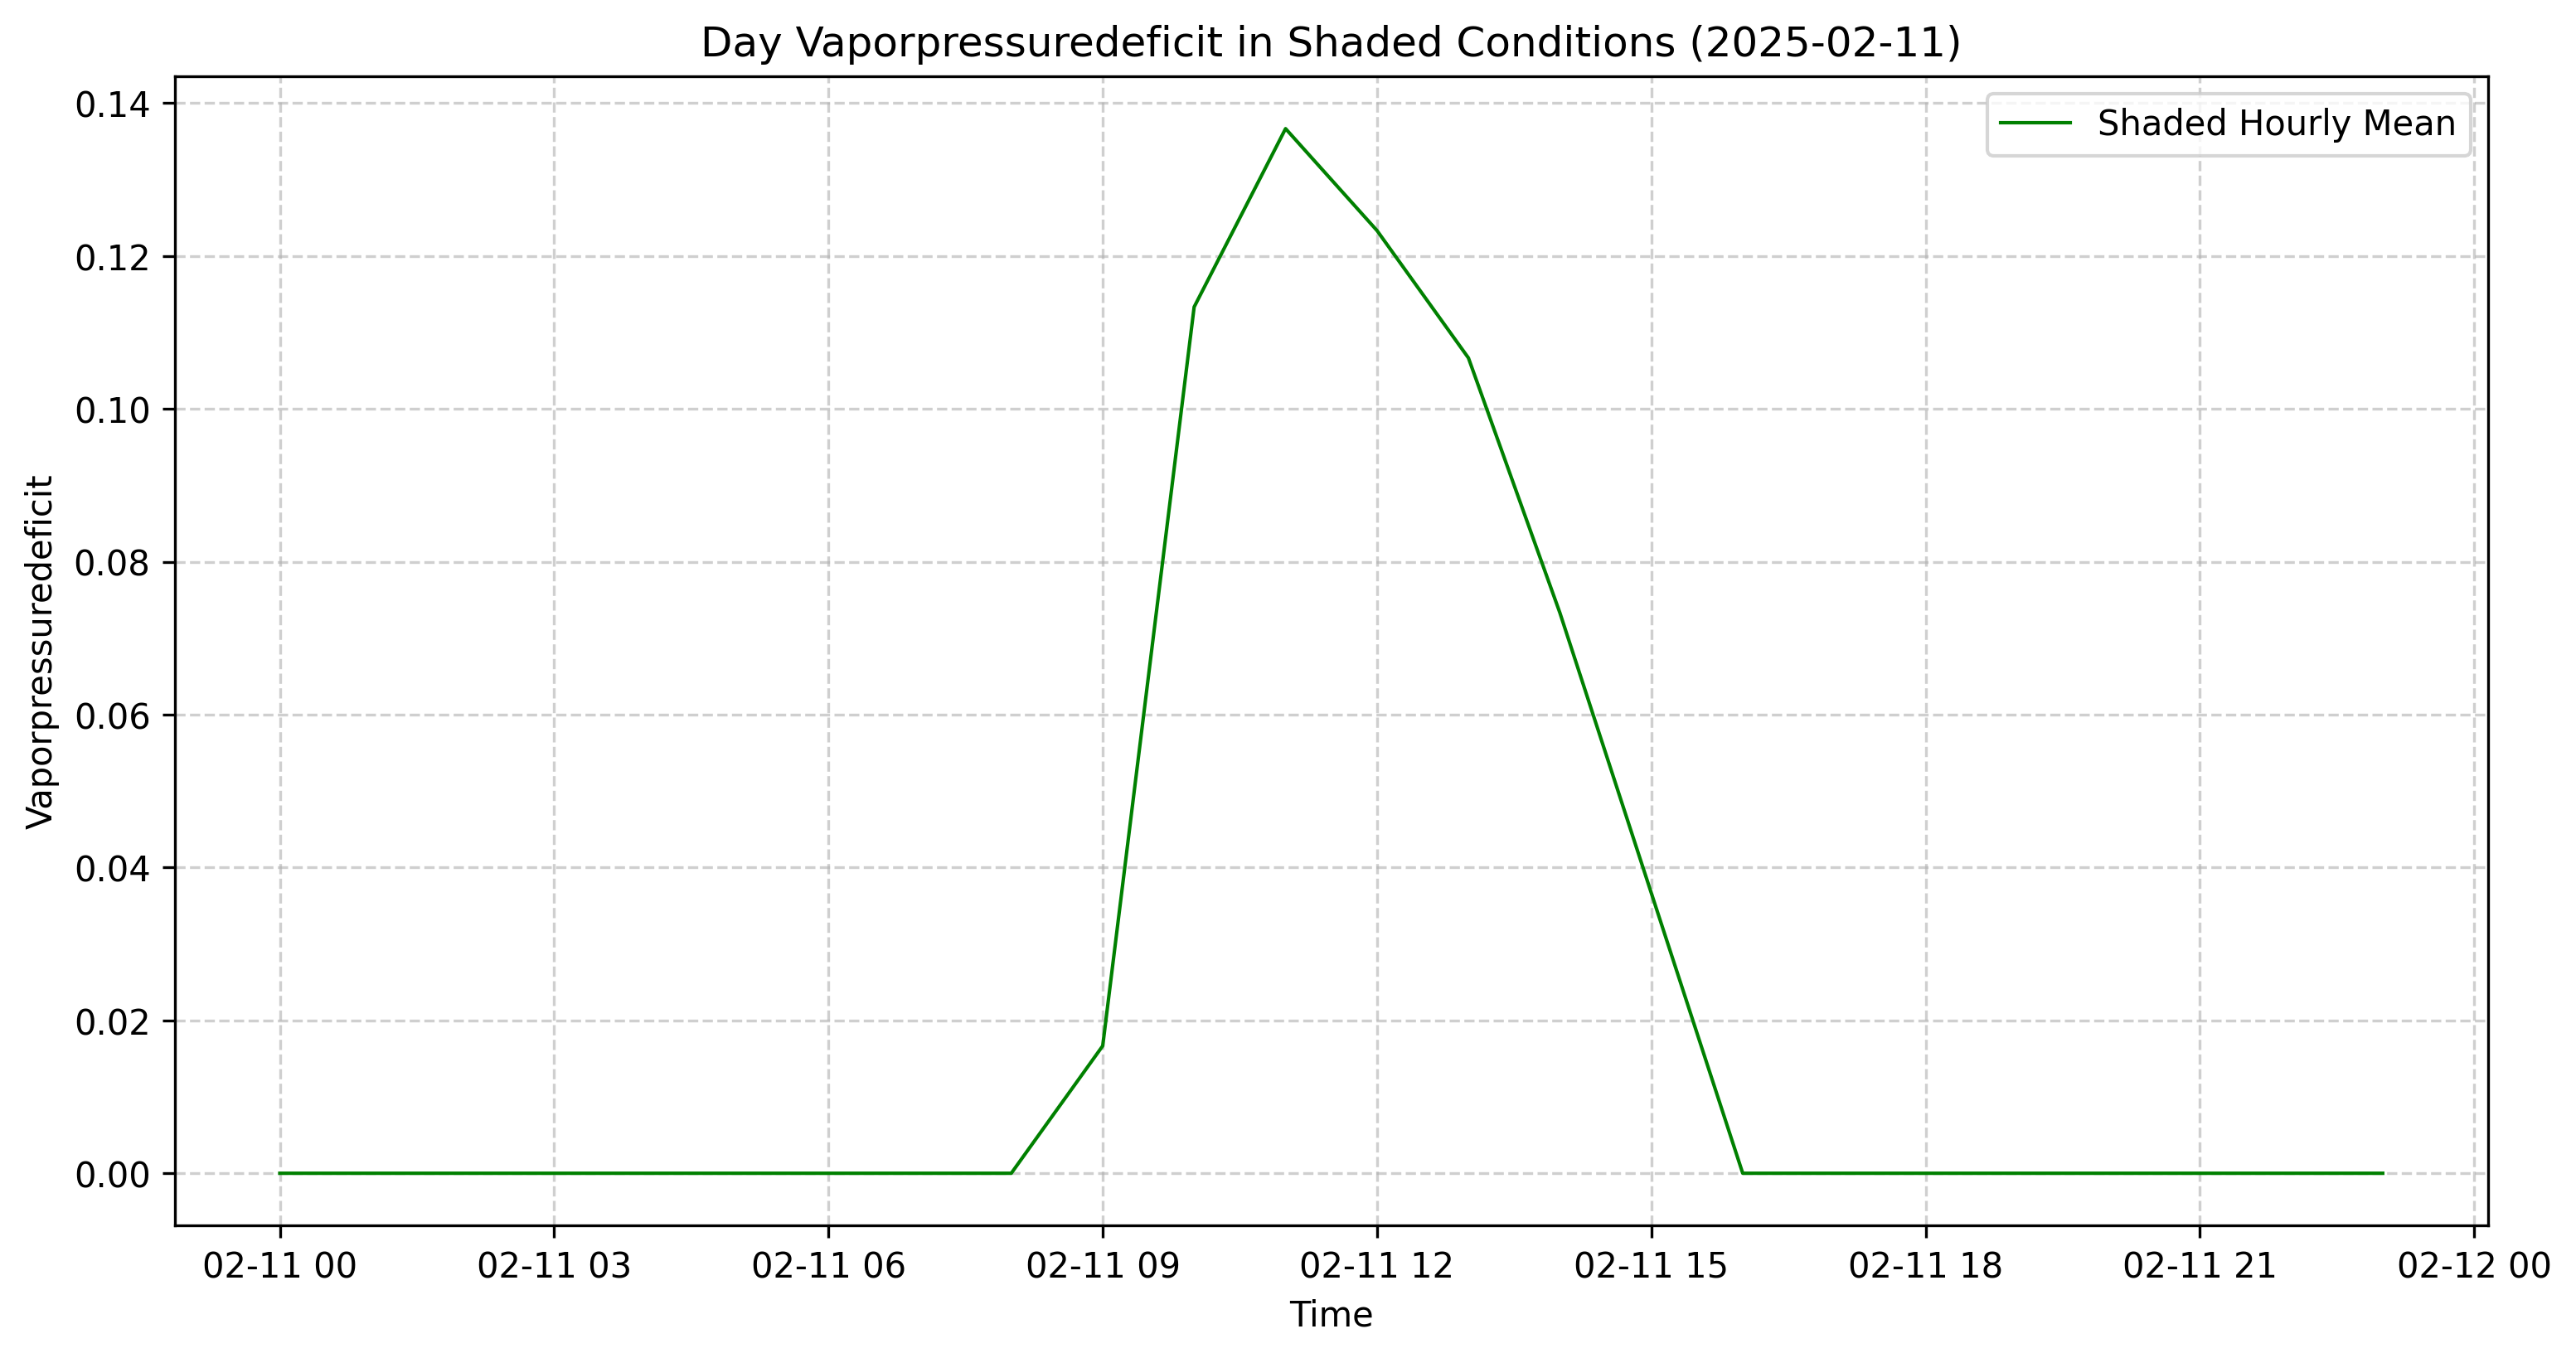 Day Vaporpressuredeficit in Shaded Conditions (2025-02-11)
Shaded Hourly Mean
Vaporpressuredeficit
0.14
0.12
0.10
0.08
0.06
0.04
0.02
0.00
02-11 00 02-11 03 02-11 06 02-11 09 02-11 12 02-11 15 02-11 18 02-11 21 02-12 00
Time